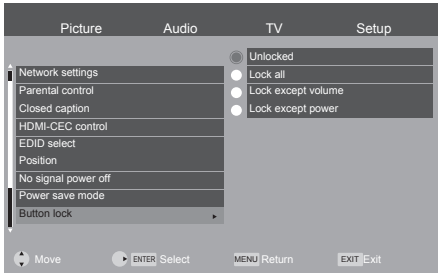 Picture Audio TV Setup
Network settings
Parental control
Closed caption
HDMI-CEC control
EDID select
Position
No signal power off
Power save mode
Button lock
Unlocked
Lock all
Lock except volume
Lock except power
Move ENTER Select MENU Return EXIT Exit